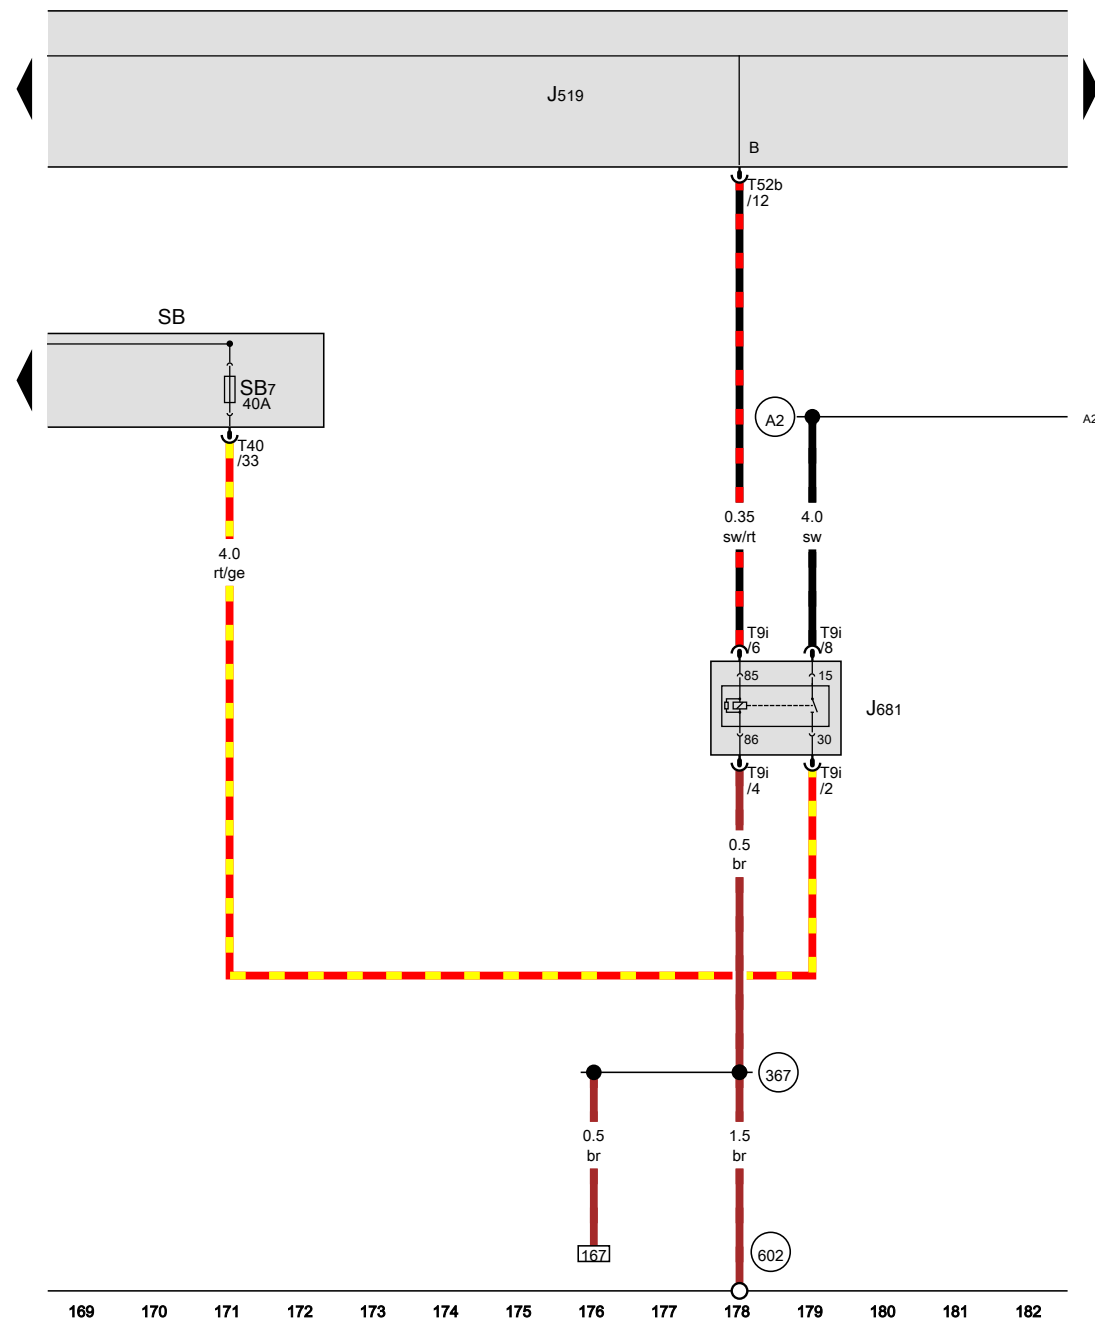 J519
B
T52b
/12
SB
SB7
40A
T40
/33
A2
A2
0.35
sw/rt
4.0
sw
4.0
rt/ge
T9i
/6
T9i
/8
85
15
J681
86
30
T9i
/4
T9i
/2
0.5
br
367
0.5
br
1.5
br
167
602
169 170 171 172 173 174 175 176 177 178 179 180 181 182